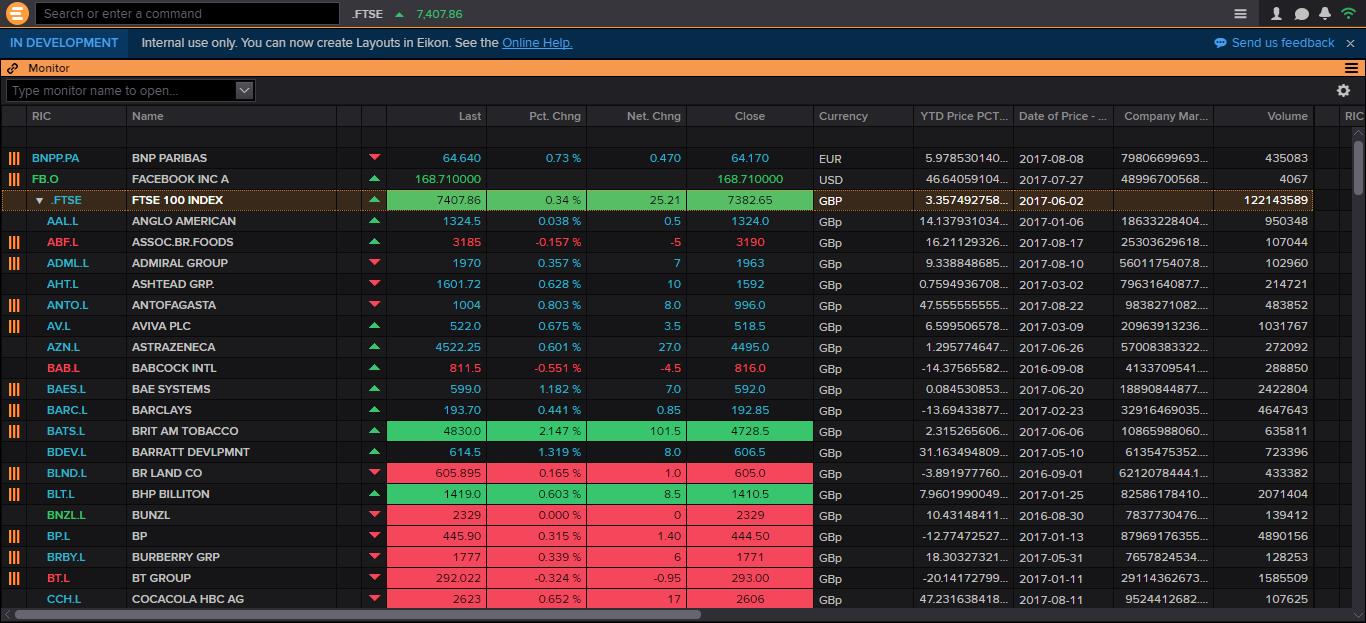 Search or enter a command .FTSE 7,407.86
IN DEVELOPMENT Internal use only. You can now create Layouts in Eikon. See the Online Help. Send us feedback
Monitor
Type monitor name to open...
RIC Name Last Pct. Chng Net. Chng Close Currency YTD Price PCT... Date of Price - ... Company Mar... Volume RIC
BNPP.PA BNP PARIBAS 64.640 0.73 % 0.470 64.170 EUR 5.978530140... 2017-08-08 79806699693... 435083
FB.O FACEBOOK INC A 168.710000 168.710000 USD 46.64059104... 2017-07-27 48996700568... 4067
.FTSE FTSE 100 INDEX 7407.86 0.34 % 25.21 7382.65 GBP 3.357492758... 2017-06-02 122143589
AAL.L ANGLO AMERICAN 1324.5 0.038 % 0.5 1324.0 GBp 14.137931034... 2017-01-06 18633228404... 950348
ABF.L ASSOC.BR.FOODS 3185 -0.157 % -5 3190 GBp 16.21129326... 2017-08-17 25303629618... 107044
ADML.L ADMIRAL GROUP 1970 0.357 % 7 1963 GBp 9.338848685... 2017-08-10 5601175407.8... 102960
AHT.L ASHTEAD GRP. 1601.72 0.628 % 10 1592 GBp 0.7594936708... 2017-03-02 7963164087.7... 214721
ANTO.L ANTOFAGASTA 1004 0.803 % 8.0 996.0 GBp 47.555555555... 2017-08-22 9838271082.... 483852
AV.L AVIVA PLC 522.0 0.675 % 3.5 518.5 GBp 6.599506578... 2017-03-09 20963913236... 1031767
AZN.L ASTRAZENECA 4522.25 0.601 % 27.0 4495.0 GBp 1.295774647... 2017-06-26 57008383322... 272092
BAB.L BABCOCK INTL 811.5 -0.551 % -4.5 816.0 GBp -14.37565582... 2016-09-08 4133709541.... 288850
BAES.L BAE SYSTEMS 599.0 1.182 % 7.0 592.0 GBp 0.084530853... 2017-06-20 18890844877... 2422804
BARC.L BARCLAYS 193.70 0.441 % 0.85 192.85 GBp -13.69433877... 2017-02-23 32916469035... 4647643
BATS.L BRIT AM TOBACCO 4830.0 2.147 % 101.5 4728.5 GBp 2.315265606... 2017-06-06 10865988060... 635811
BDEV.L BARRATT DEVLPMNT 614.5 1.319 % 8.0 606.5 GBp 31.163494809... 2017-05-10 6135475352.... 723396
BLND.L BR LAND CO 605.895 0.165 % 1.0 605.0 GBp -3.891977760... 2016-09-01 6212078444.1... 433382
BLT.L BHP BILLITON 1419.0 0.603 % 8.5 1410.5 GBp 7.9601990049... 2017-01-25 82586178410... 2071404
BNZL.L BUNZL 2329 0.000 % 0 2329 GBp 10.43148411... 2016-08-30 7837730476.... 139412
BP.L BP 445.90 0.315 % 1.40 444.50 GBp -12.77472527... 2017-01-13 87969176355... 4890156
BRBY.L BURBERRY GRP 1777 0.339 % 6 1771 GBp 18.30327321... 2017-05-31 7657824534.... 128253
BT.L BT GROUP 292.022 -0.324 % -0.95 293.00 GBp -20.14172799... 2017-01-11 29114362673... 1585509
CCH.L COCACOLA HBC AG 2623 0.652 % 17 2606 GBp 47.231638418... 2017-08-11 9524412682.... 107625